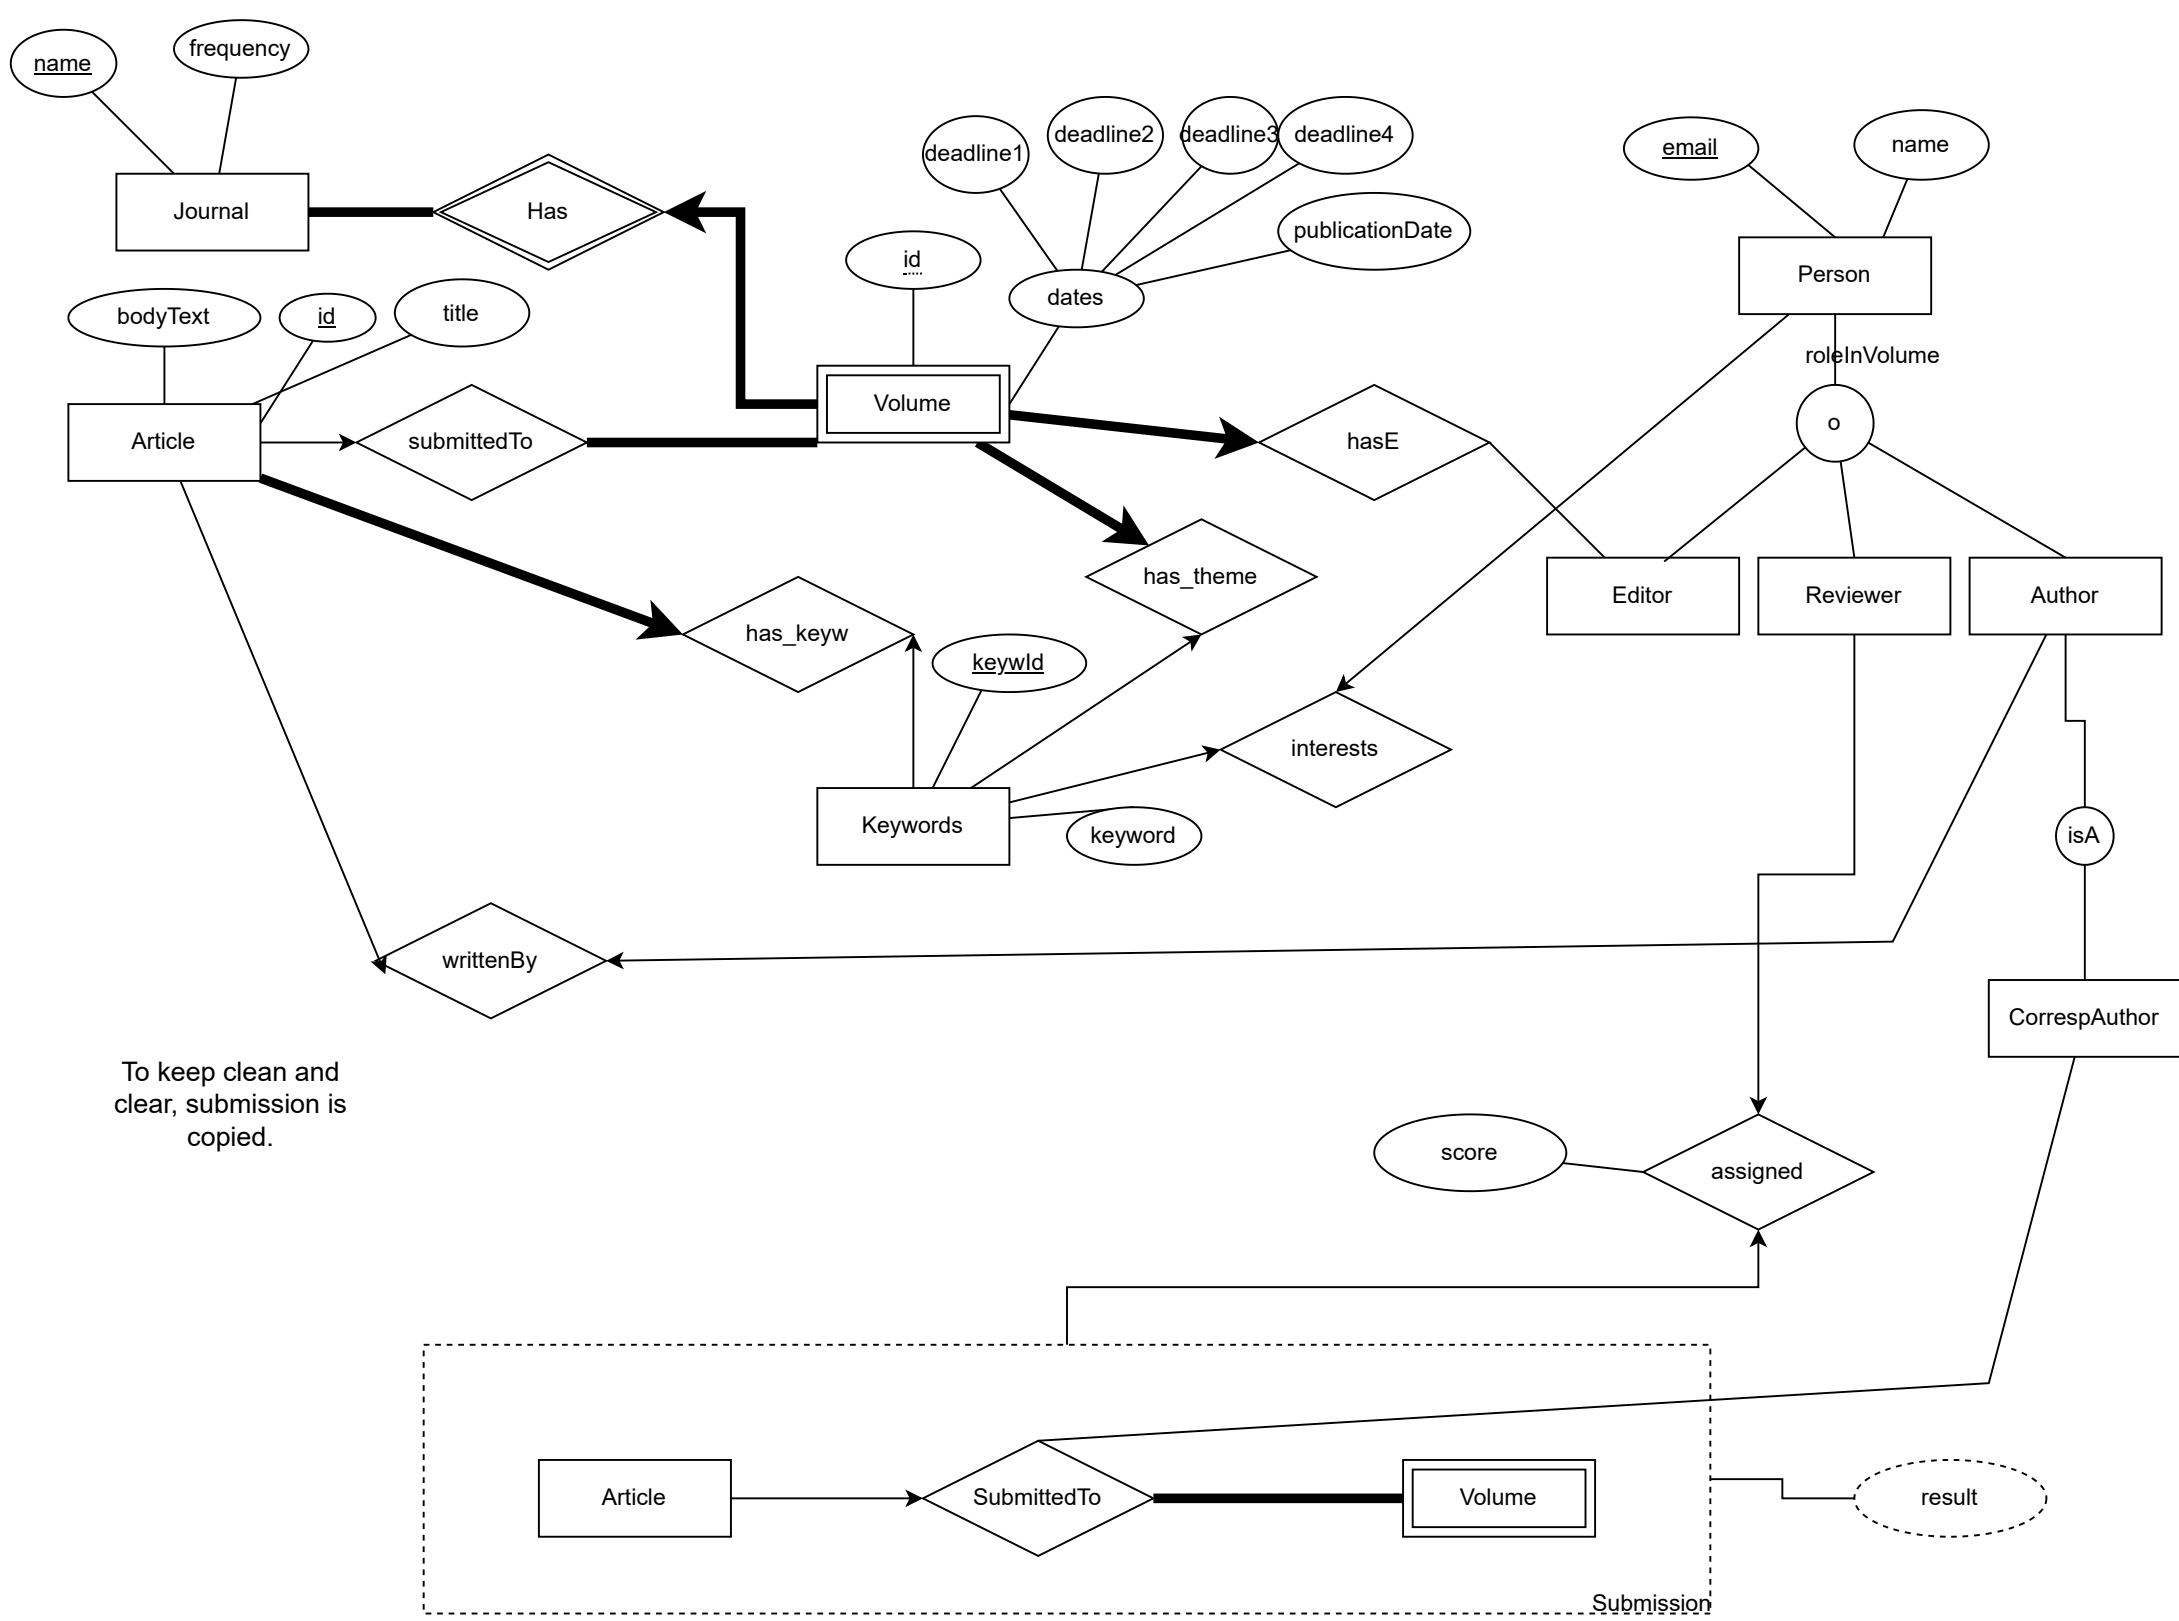 name
frequency
deadline1
deadline2
deadline3
deadline4
email
name
Journal
Has
publicationDate
id
dates
Person
bodyText
id
title
roleInVolume
Article
submittedTo
Volume
hasE
o
has_theme
Editor
Reviewer
Author
has_keyw
keywId
interests
Keywords
keyword
isA
writtenBy
CorrespAuthor
To keep clean and
clear, submission is
copied.
score
assigned
Article
SubmittedTo
Volume
result
Submission